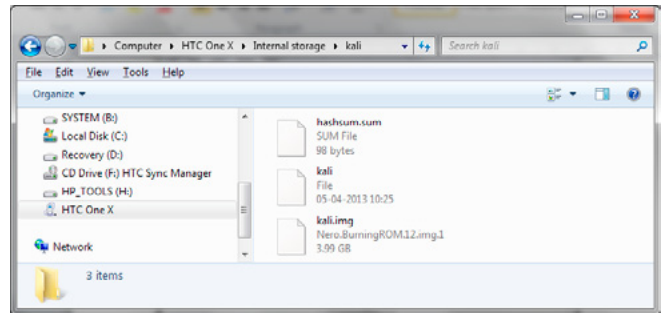 Computer ▸ HTC One X ▸ Internal storage ▸ kali
Search kali
File Edit View Tools Help
Organize
SYSTEM (B:)
Local Disk (C:)
Recovery (D:)
CD Drive (F:) HTC Sync Manager
HP_TOOLS (H:)
HTC One X
Network
hashsum.sum
SUM File
98 bytes
kali
File
05-04-2013 10:25
kali.img
Nero.BurningROM.12.img.1
3.99 GB
3 items